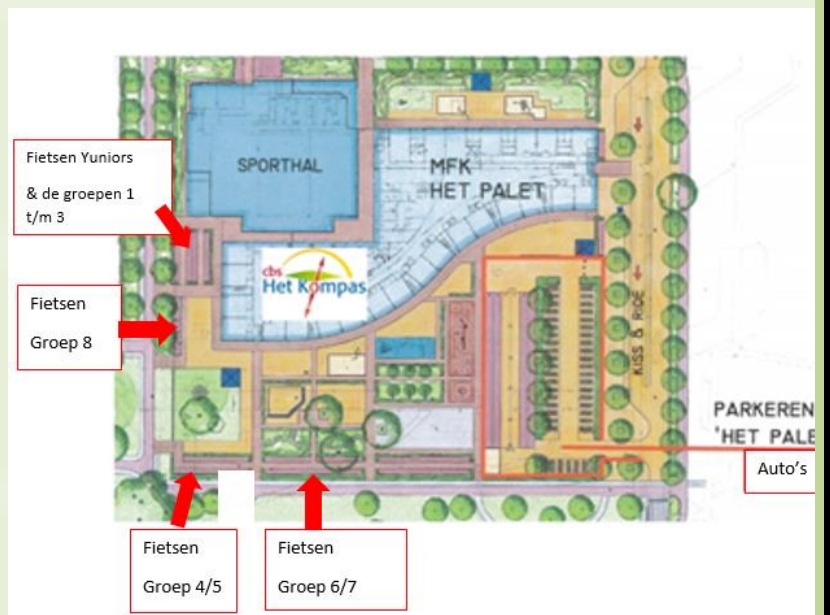 SPORTHAL
MFK
HET PALET
Fietsen Yuniors
& de groepen 1
t/m 3
cbs
Het Kompas
Fietsen
Groep 8
KISS & RIDE
PARKEREN
'HET PALE
Auto's
Fietsen
Groep 4/5
Fietsen
Groep 6/7